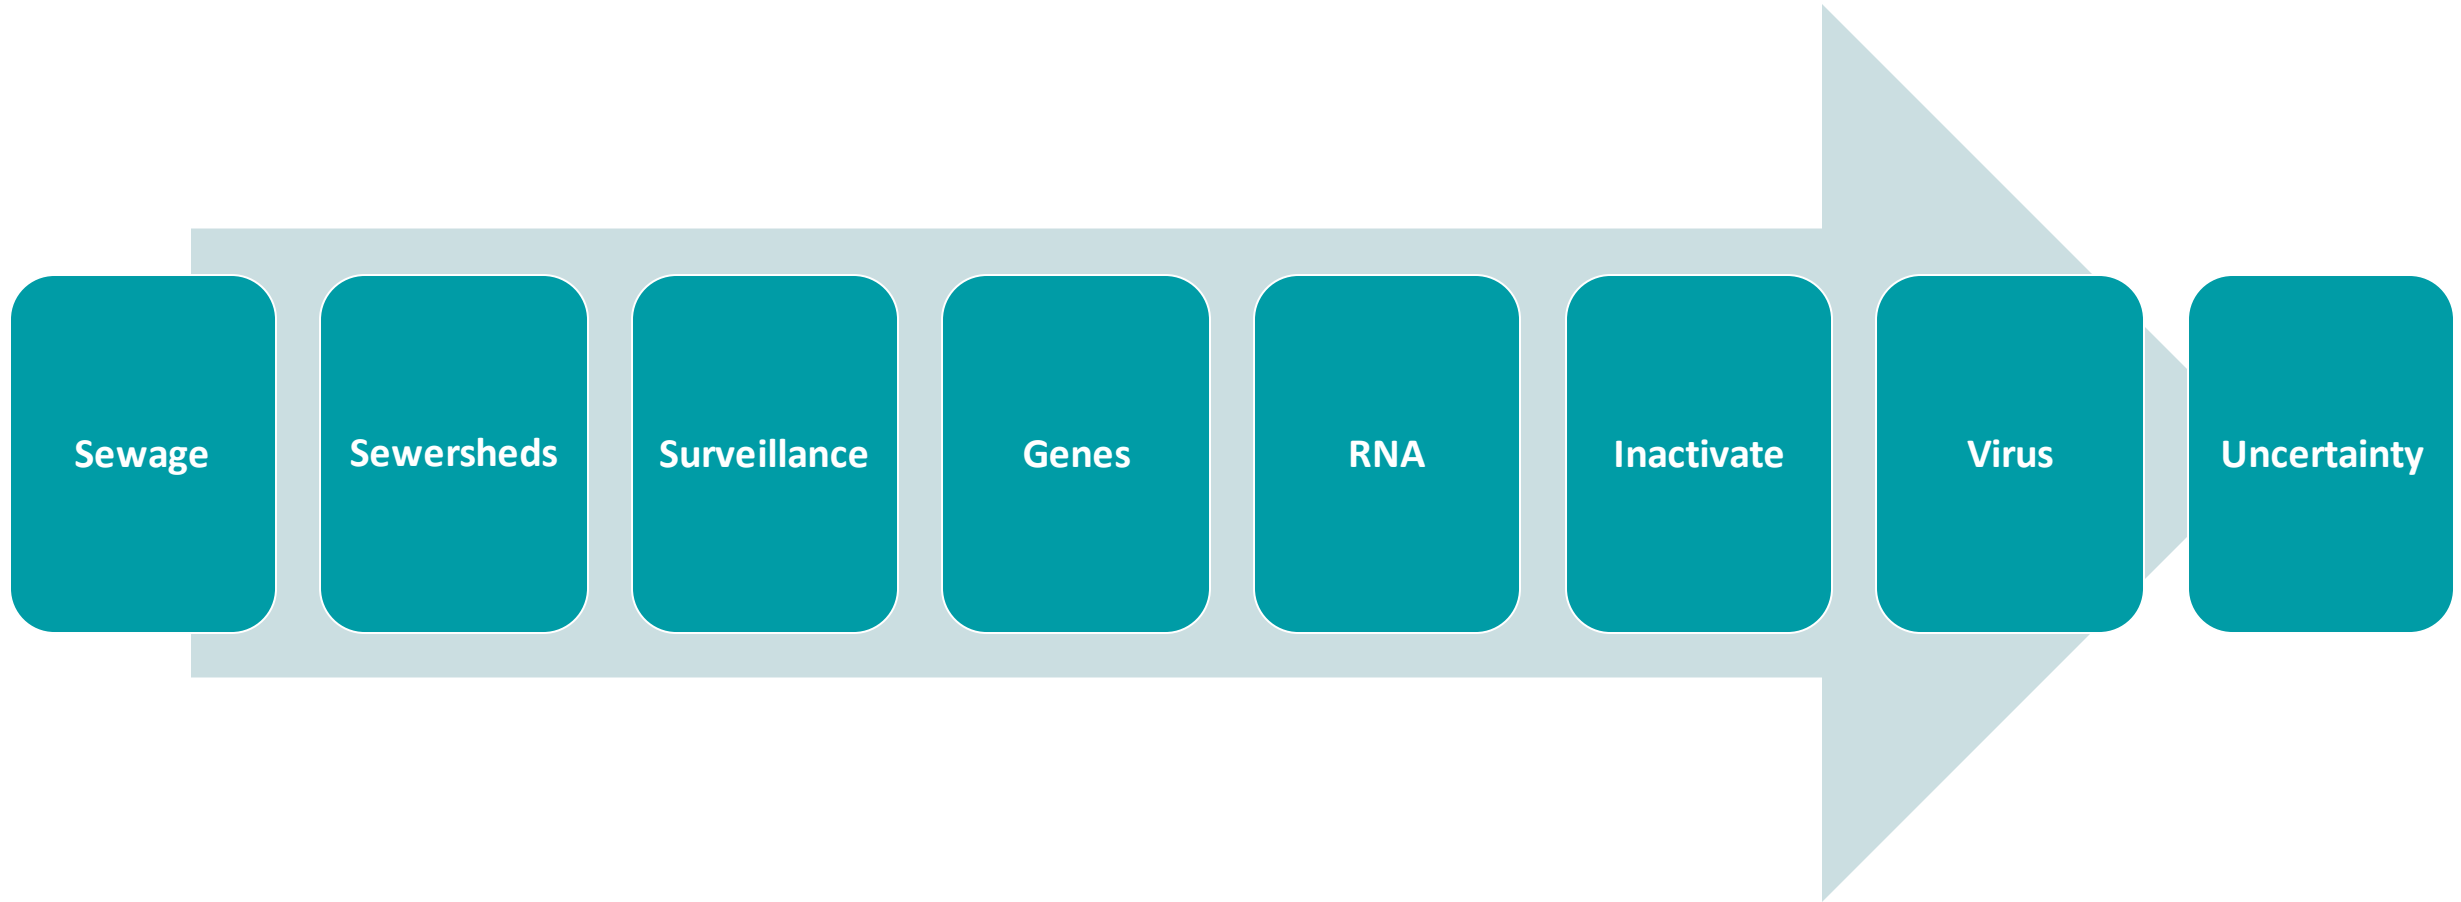 Sewage
Sewersheds
Surveillance
Genes
RNA
Inactivate
Virus
Uncertainty